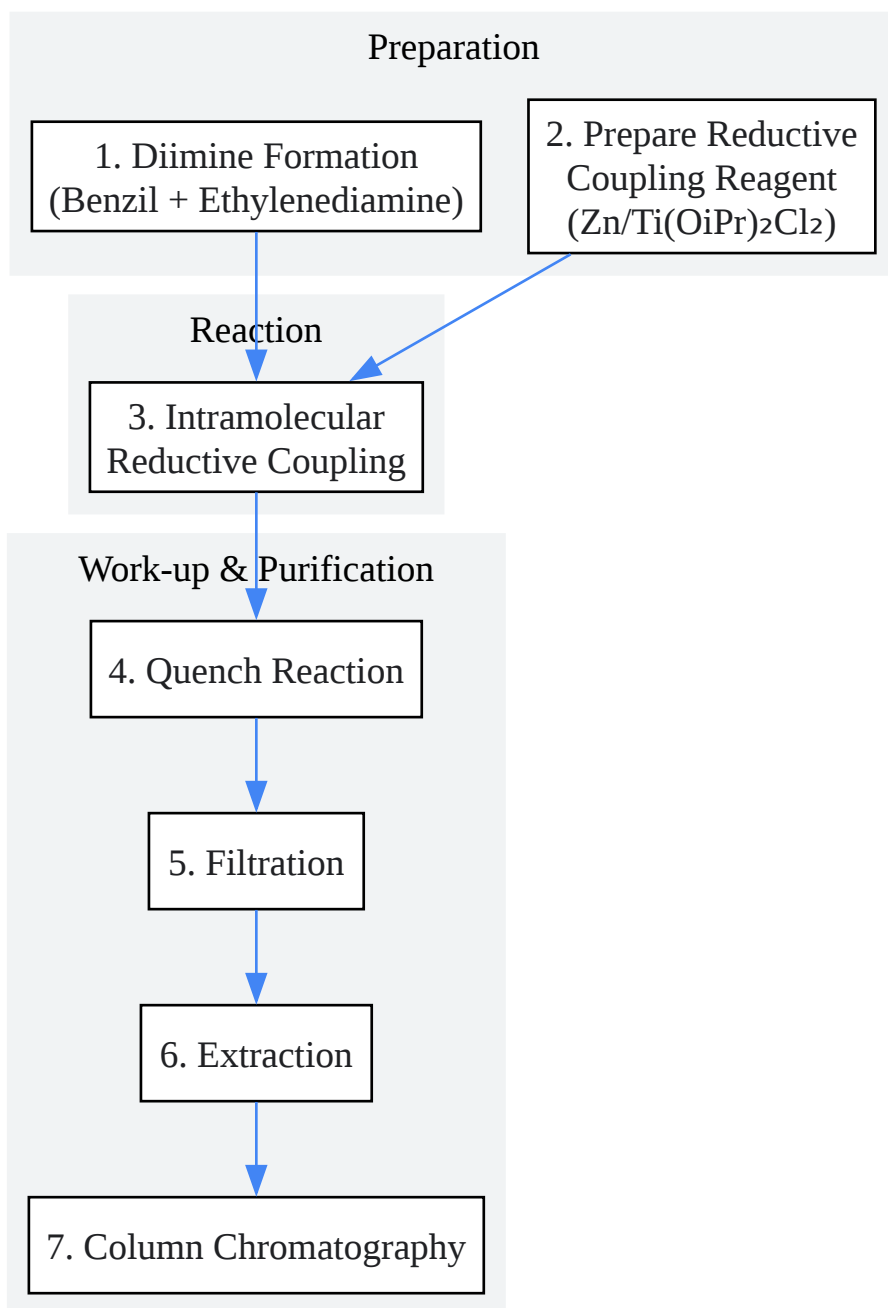 Preparation
1. Diimine Formation
(Benzil + Ethylenediamine)
2. Prepare Reductive
Coupling Reagent
(Zn/Ti(OiPr)₂Cl₂)
Reaction
3. Intramolecular
Reductive Coupling
Work-up & Purification
4. Quench Reaction
5. Filtration
6. Extraction
7. Column Chromatography